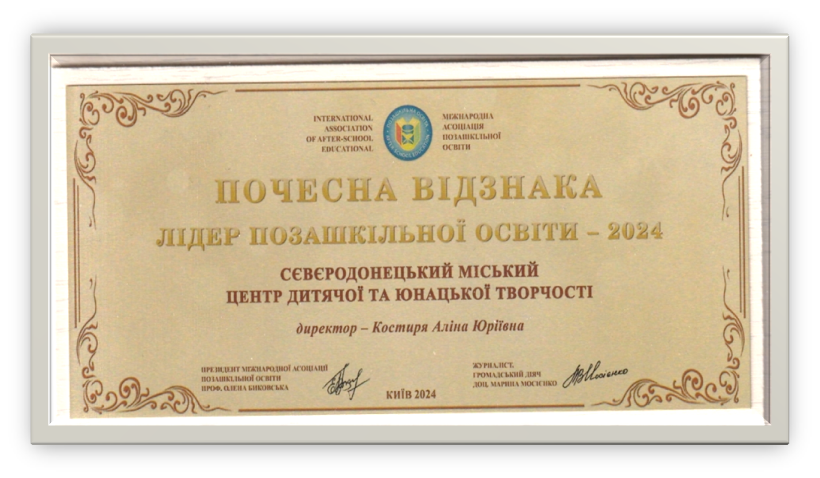 INTERNATIONAL
ASSOCIATION
OF AFTER-SCHOOL
EDUCATIONAL
МІЖНАРОДНА
АСОЦІАЦІЯ
ПОЗАШКІЛЬНОЇ
ОСВІТИ
ПОЧЕСНА ВІДЗНАКА
ЛІДЕР ПОЗАШКІЛЬНОЇ ОСВІТИ – 2024
СЄВЄРОДОНЕЦЬКИЙ МІСЬКИЙ
ЦЕНТР ДИТЯЧОЇ ТА ЮНАЦЬКОЇ ТВОРЧОСТІ
директор – Костиря Аліна Юріївна
ПРЕЗИДЕНТ МІЖНАРОДНОЇ АСОЦІАЦІЇ
ПОЗАШКІЛЬНОЇ ОСВІТИ
ПРОФ. ОЛЕНА БИКОВСЬКА
КИЇВ 2024
ЖУРНАЛІСТ,
ГРОМАДСЬКИЙ ДІЯЧ
ДОЦ. МАРИНА МОСІЄНКО